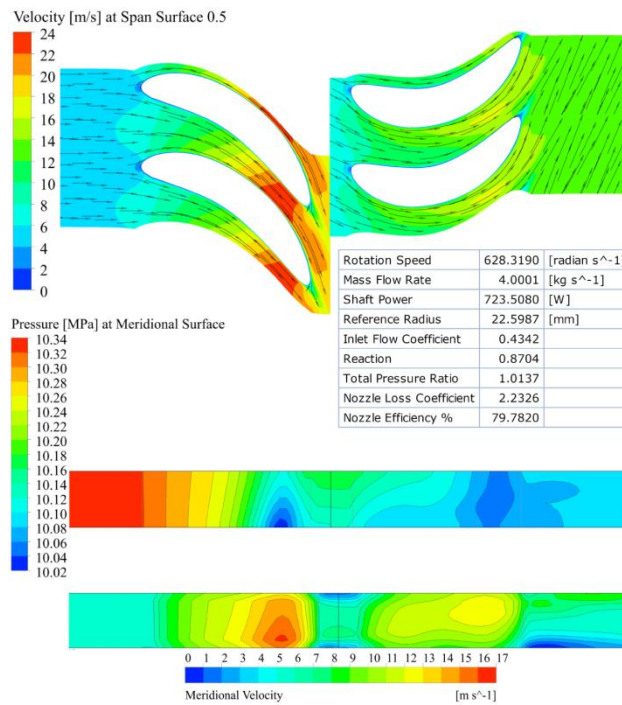 Velocity [m/s] at Span Surface 0.5
24
22
20
18
16
14
12
10
8
6
4
2
0
Rotation Speed 628.3190 [radian s^-1]
Mass Flow Rate 4.0001 [kg s^-1]
Shaft Power 723.5080 [W]
Reference Radius 22.5987 [mm]
Inlet Flow Coefficient 0.4342
Reaction 0.8704
Total Pressure Ratio 1.0137
Nozzle Loss Coefficient 2.2326
Nozzle Efficiency % 79.7820
Pressure [MPa] at Meridional Surface
10.34
10.32
10.28
10.26
10.24
10.20
10.18
10.16
10.14
10.12
10.10
10.08
10.06
10.04
10.02
0 1 2 3 4 5 6 7 8 9 10 11 12 13 14 15 16 17
Meridional Velocity [m s^-1]